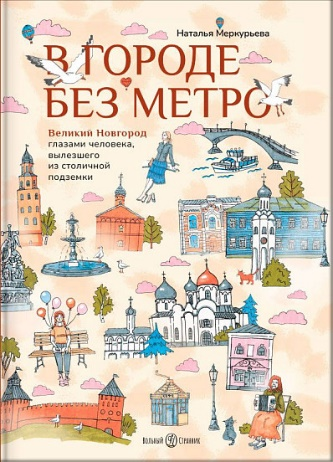 Наталья Меркурьева
В ГОРОДЕ
БЕЗ МЕТРО
Великий Новгород
глазами человека,
вылезшего
из столичной
подземки
ВОЛЬНЫЙ СТРАННИК